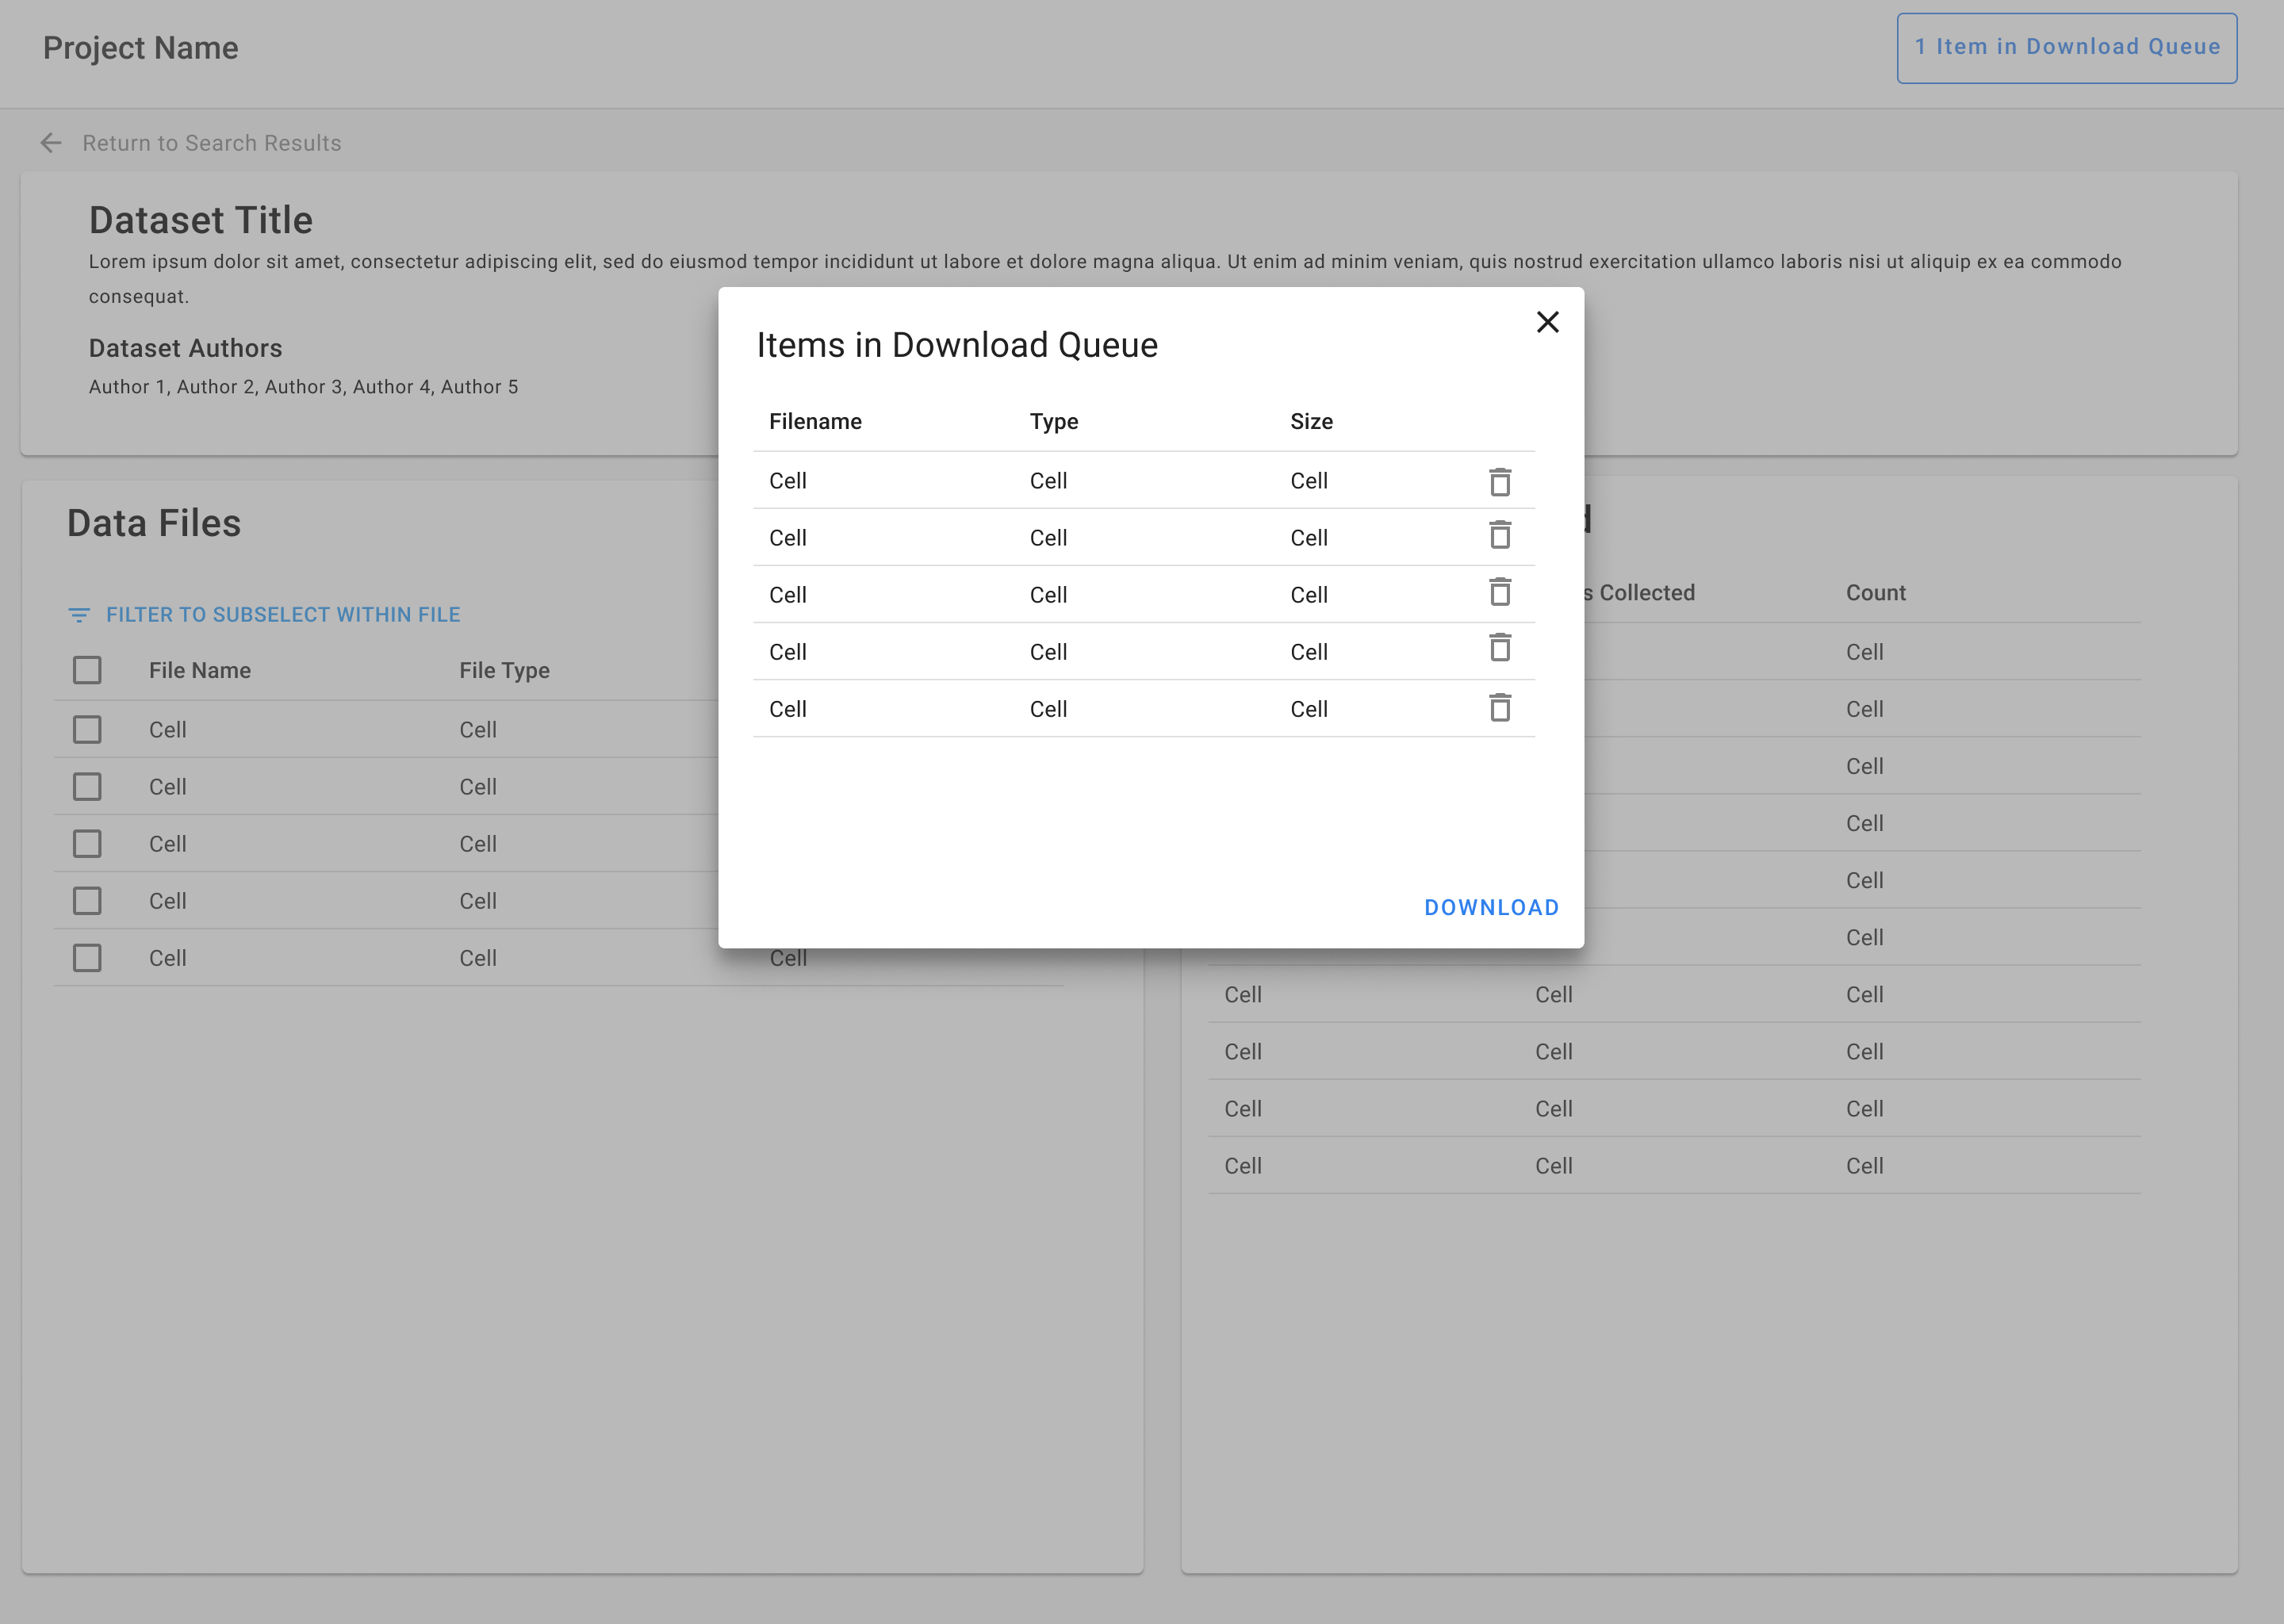 Project Name
1 Item in Download Queue
Return to Search Results
Dataset Title
Lorem ipsum dolor sit amet, consectetur adipiscing elit, sed do eiusmod tempor incididunt ut labore et dolore magna aliqua. Ut enim ad minim veniam, quis nostrud exercitation ullamco laboris nisi ut aliquip ex ea commodo
consequat.
Dataset Authors
Author 1, Author 2, Author 3, Author 4, Author 5
Items in Download Queue
Filename Type Size
Cell Cell Cell
Cell Cell Cell
Cell Cell Cell
Cell Cell Cell
Cell Cell Cell
DOWNLOAD
Data Files
FILTER TO SUBSELECT WITHIN FILE
File Name File Type
Cell Cell
Cell Cell
Cell Cell
Cell Cell
Cell Cell Cell
Collected Count
Cell
Cell
Cell
Cell
Cell
Cell
Cell Cell Cell
Cell Cell Cell
Cell Cell Cell
Cell Cell Cell